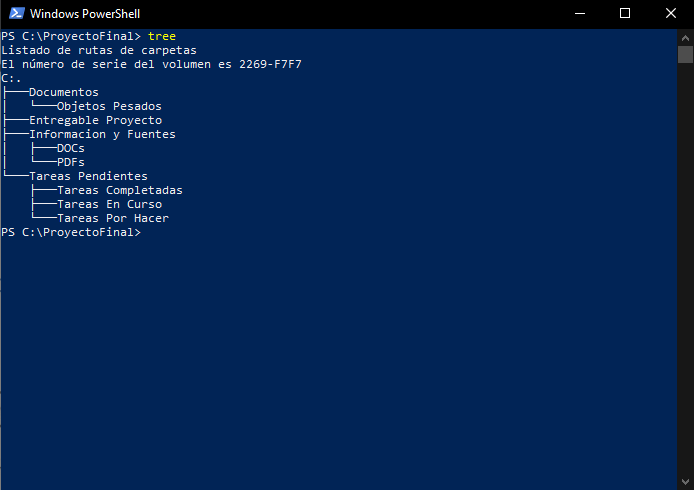 Windows PowerShell
PS C:\ProyectoFinal> tree
Listado de rutas de carpetas
El número de serie del volumen es 2269-F7F7
C:.
├───Documentos
│   └───Objetos Pesados
├───Entregable Proyecto
├───Informacion y Fuentes
│   ├───DOCs
│   └───PDFs
└───Tareas Pendientes
    ├───Tareas Completadas
    ├───Tareas En Curso
    └───Tareas Por Hacer
PS C:\ProyectoFinal>